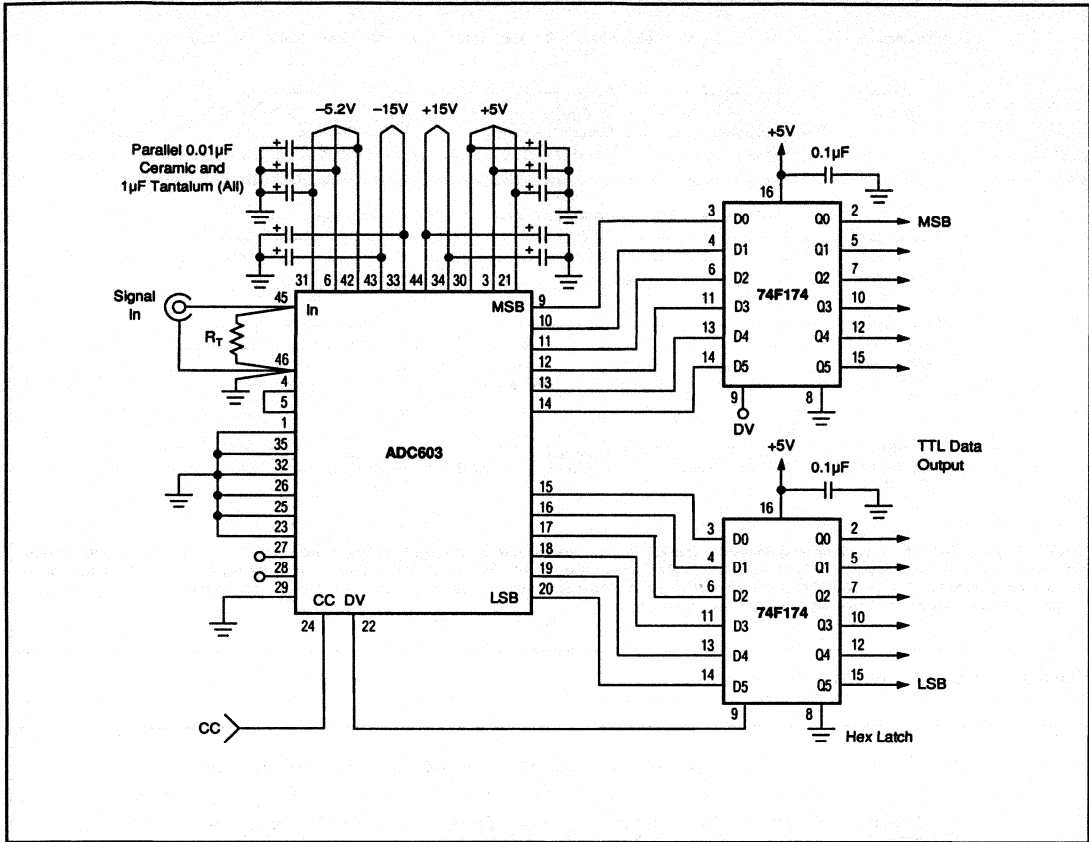 –5.2V –15V +15V +5V
Parallel 0.01µF
Ceramic and
1µF Tantalum (All)
+ +
+ +
+ +
+ +
+ +
31 6 42 43 33 44 34 30 3 21
Signal
In
45
In
R_T
46
4
5
1
35
32
26
25
23
27
28
29
ADC603
MSB
9
10
11
12
13
14
15
16
17
18
19
20
LSB
CC DV
24 22
CC
+5V
0.1µF
16
3 D0 Q0 2 MSB
4 D1 Q1 5
6 D2 Q2 7
74F174
11 D3 Q3 10
13 D4 Q4 12
14 D5 Q5 15
9 8
DV
TTL Data
Output
+5V
0.1µF
16
3 D0 Q0 2
4 D1 Q1 5
6 D2 Q2 7
74F174
11 D3 Q3 10
13 D4 Q4 12
14 D5 Q5 15 LSB
9 8
Hex Latch